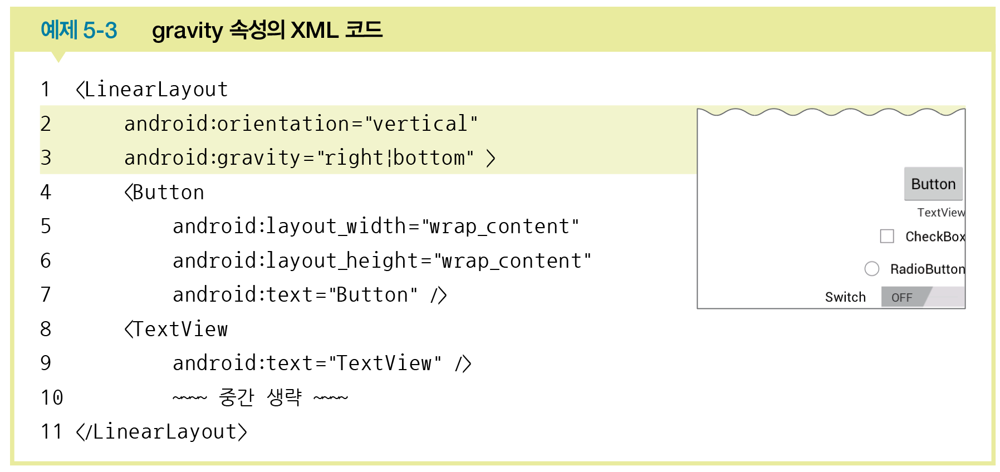 예제 5-3 gravity 속성의 XML 코드
1 <LinearLayout
2 android:orientation="vertical"
3 android:gravity="right|bottom" >
4 <Button
5 android:layout_width="wrap_content"
6 android:layout_height="wrap_content"
7 android:text="Button" />
8 <TextView
9 android:text="TextView" />
10 ~~~~ 중간 생략 ~~~~
11 </LinearLayout>
Button
TextView
CheckBox
RadioButton
Switch OFF